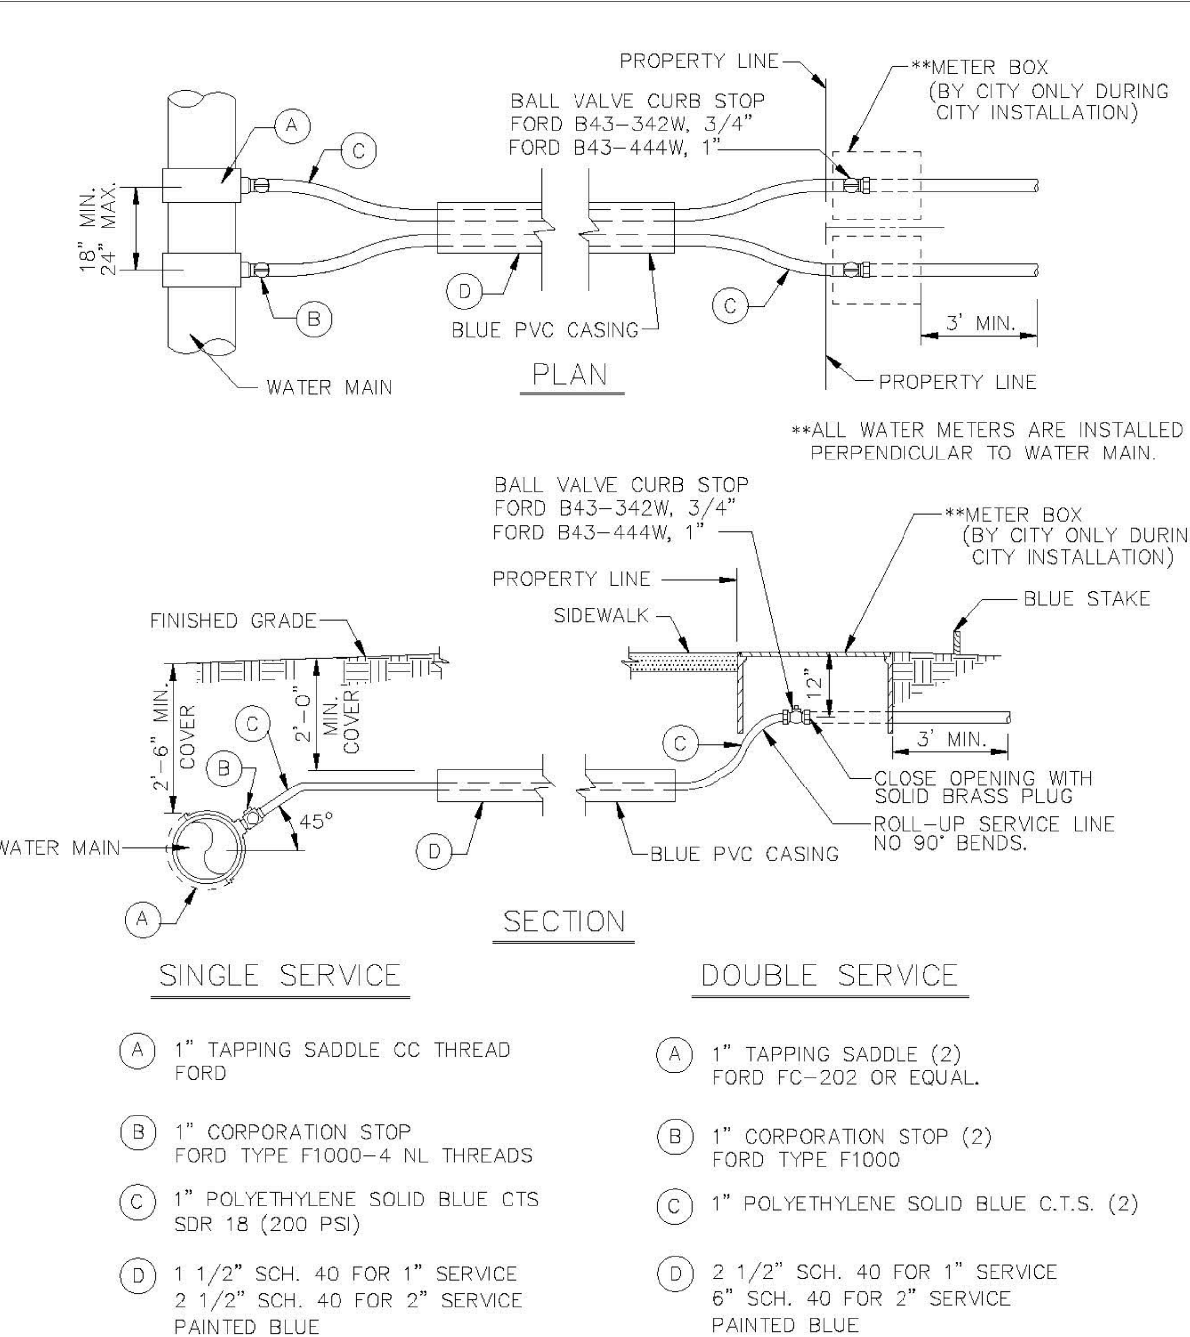 PROPERTY LINE
**METER BOX
(BY CITY ONLY DURING
CITY INSTALLATION)
BALL VALVE CURB STOP
FORD B43-342W, 3/4"
FORD B43-444W, 1"
A
C
18" MIN.
24" MAX.
B
D
C
BLUE PVC CASING
3' MIN.
WATER MAIN
PLAN
PROPERTY LINE
**ALL WATER METERS ARE INSTALLED
PERPENDICULAR TO WATER MAIN.
BALL VALVE CURB STOP
FORD B43-342W, 3/4"
FORD B43-444W, 1"
**METER BOX
(BY CITY ONLY DURIN
CITY INSTALLATION)
PROPERTY LINE
BLUE STAKE
SIDEWALK
FINISHED GRADE
2'-6" MIN.
COVER
2'-0"
MIN.
COVER
12"
C
B
C
3' MIN.
CLOSE OPENING WITH
SOLID BRASS PLUG
45°
ROLL-UP SERVICE LINE
NO 90° BENDS.
WATER MAIN
D
BLUE PVC CASING
A
SECTION
SINGLE SERVICE
A 1" TAPPING SADDLE CC THREAD
FORD
B 1" CORPORATION STOP
FORD TYPE F1000-4 NL THREADS
C 1" POLYETHYLENE SOLID BLUE CTS
SDR 18 (200 PSI)
D 1 1/2" SCH. 40 FOR 1" SERVICE
2 1/2" SCH. 40 FOR 2" SERVICE
PAINTED BLUE
DOUBLE SERVICE
A 1" TAPPING SADDLE (2)
FORD FC-202 OR EQUAL.
B 1" CORPORATION STOP (2)
FORD TYPE F1000
C 1" POLYETHYLENE SOLID BLUE C.T.S. (2)
D 2 1/2" SCH. 40 FOR 1" SERVICE
6" SCH. 40 FOR 2" SERVICE
PAINTED BLUE